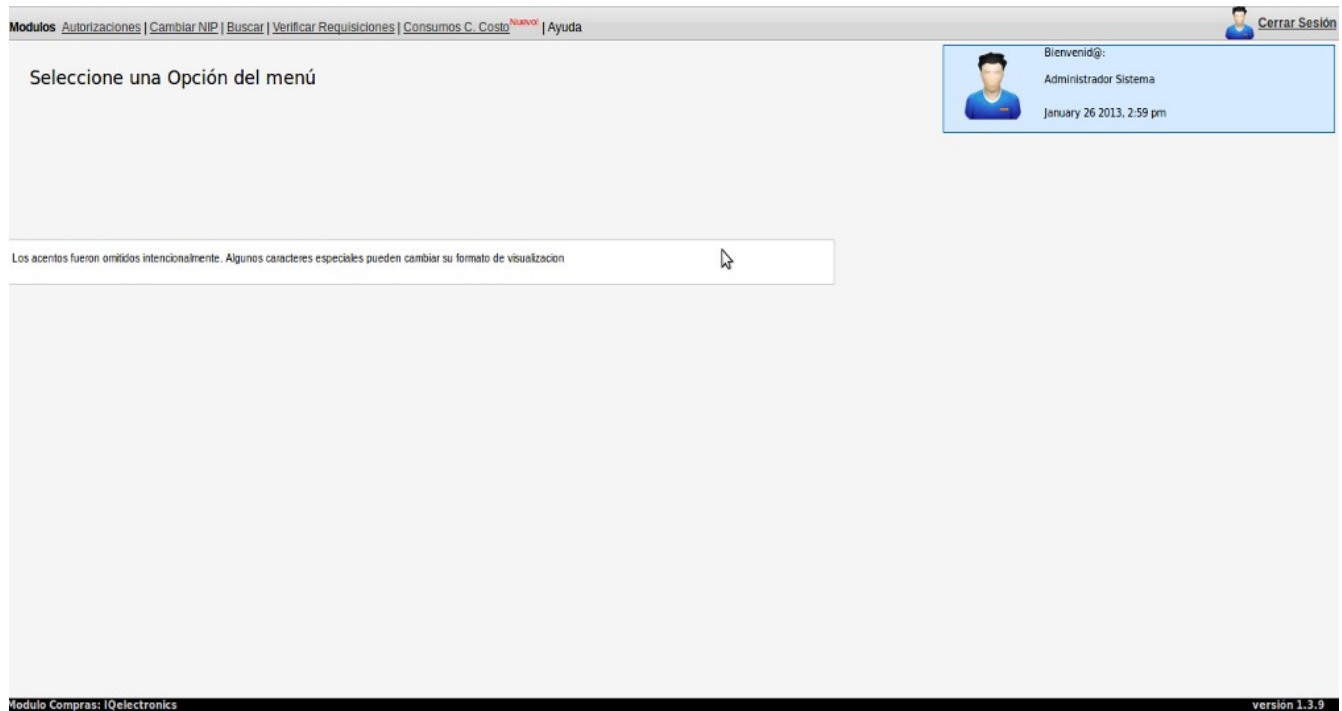 Modulos Autorizaciones | Cambiar NIP | Buscar | Verificar Requisiciones | Consumos C. Costo Nuevo! | Ayuda
Cerrar Sesión
Seleccione una Opción del menú
Bienvenid@:
Administrador Sistema
January 26 2013, 2:59 pm
Los acentos fueron omitidos intencionalmente. Algunos caracteres especiales pueden cambiar su formato de visualizacion
Modulo Compras: IQelectronics
versión 1.3.9